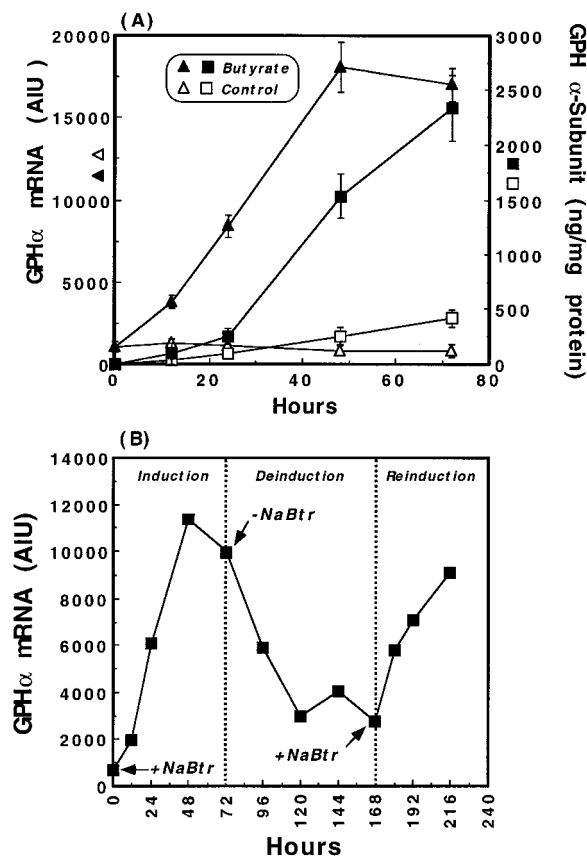 (A)
20000
15000
10000
5000
0
GPHα mRNA (AIU)
Butyrate
Control
3000
2500
2000
1500
1000
500
0
GPH α-Subunit (ng/mg protein)
0 20 40 60 80
Hours
(B)
14000
12000
10000
8000
6000
4000
2000
0
GPHα mRNA (AIU)
Induction Deinduction Reinduction
-NaBtr
+NaBtr
+NaBtr
0 24 48 72 96 120 144 168 192 216 240
Hours